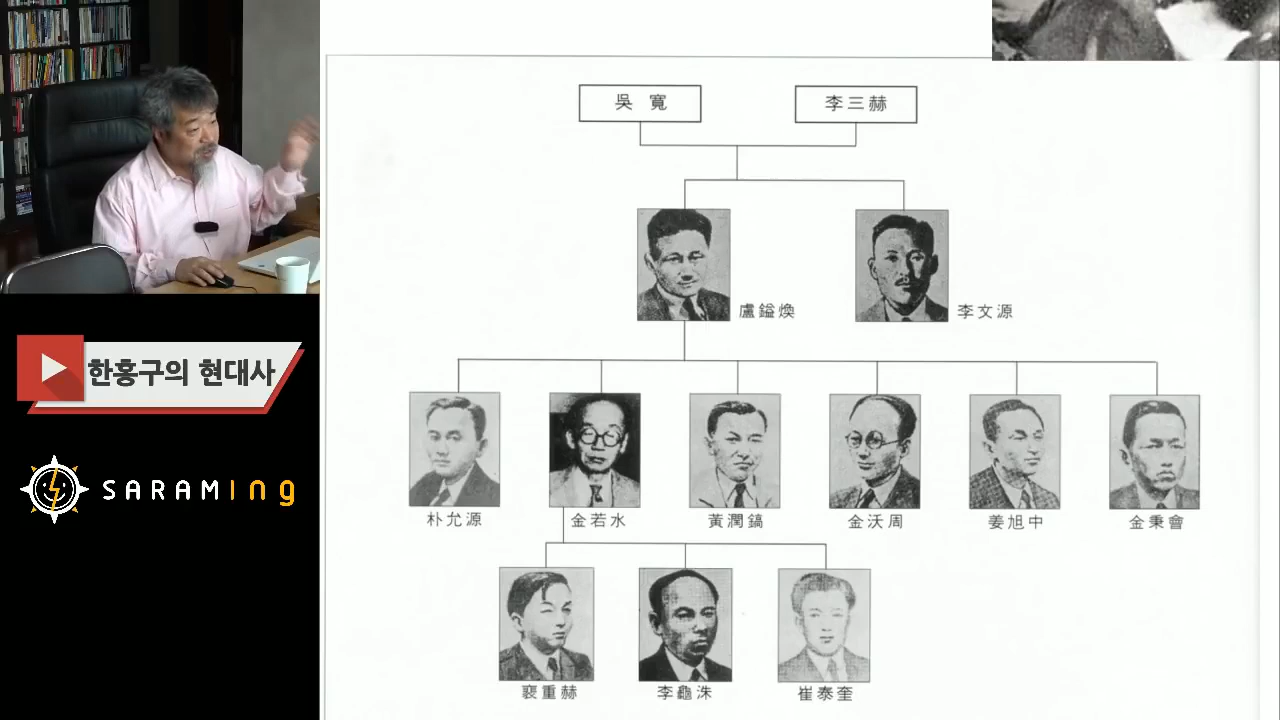 吳寬
李三赫
盧鎰煥
李文源
朴允源
金若水
黃潤鎬
金沃周
姜旭中
金秉會
裵重赫
李龜洙
崔泰奎
한홍구의 현대사
SARAMING